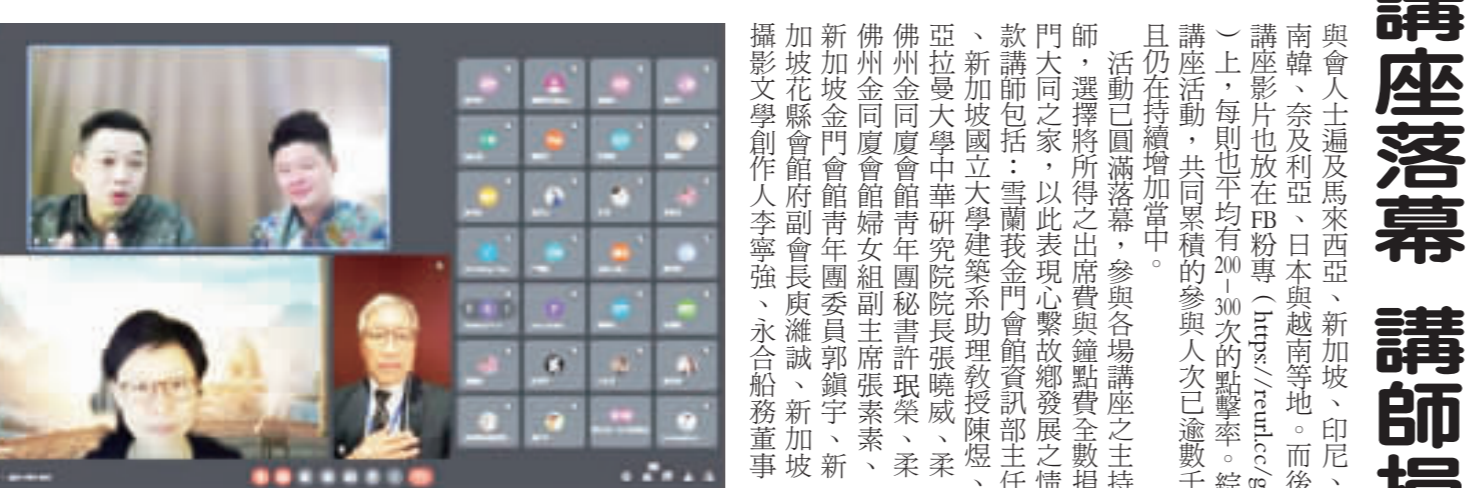 講座落幕　講師捐
與會人士遍及馬來西亞、新加坡、印尼、
南韓、奈及利亞、日本與越南等地。而後
講座影片也放在FB粉專（https://reurl.cc/g
）上，每則也平均有200－300次的點擊率。綜
講座活動，共同累積的參與人次已逾數千
且仍在持續增加當中。
活動已圓滿落幕，參與各場講座之主持
師，選擇將所得之出席費與鐘點費全數捐
門大同之家，以此表現心繫故鄉發展之情
款講師包括：雪蘭我金門會館資訊部主任
、新加坡國立大學建築系助理教授陳煜、
亞拉曼大學中華研究院院長張曉威、柔
佛州金同廈會館青年團秘書許珉榮、柔
佛州金同廈會館婦女組副主席張素素、
新加坡金門會館青年團委員郭鎮宇、新
加坡花縣會館府副會長庾濰誠、新加坡
攝影文學創作人李寧強、永合船務董事